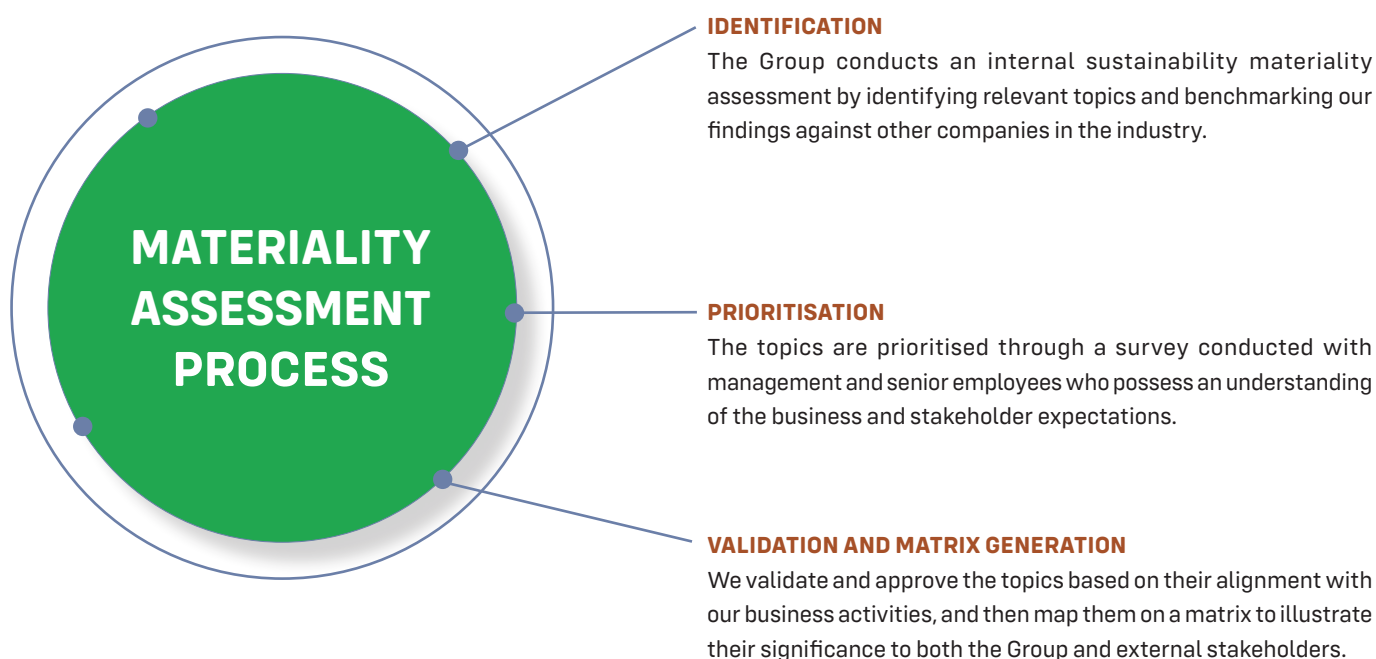 MATERIALITY
ASSESSMENT
PROCESS
IDENTIFICATION
The Group conducts an internal sustainability materiality
assessment by identifying relevant topics and benchmarking our
findings against other companies in the industry.
PRIORITISATION
The topics are prioritised through a survey conducted with
management and senior employees who possess an understanding
of the business and stakeholder expectations.
VALIDATION AND MATRIX GENERATION
We validate and approve the topics based on their alignment with
our business activities, and then map them on a matrix to illustrate
their significance to both the Group and external stakeholders.